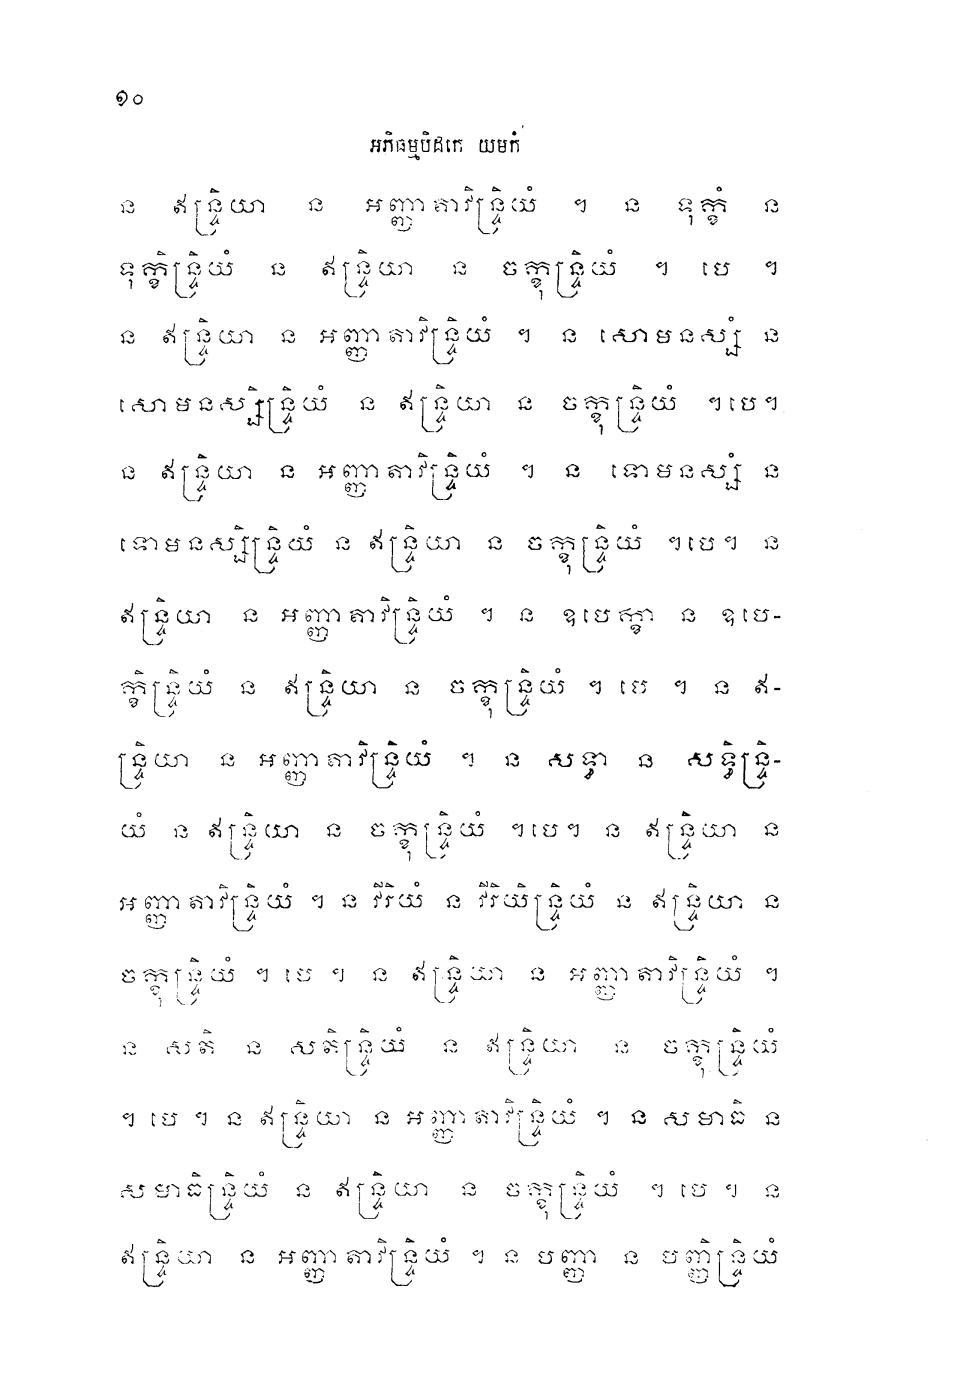 ១០
អភិធម្មបិដកេ យមកំ
ន ឥន្ទ្រិយា ន អញ្ញាតាវិន្ទ្រិយំ ។ ន ទុក្ខំ ន
ទុក្ខិន្ទ្រិយំ ន ឥន្ទ្រិយា ន ចក្ខុន្ទ្រិយំ ។ បេ ។
ន ឥន្ទ្រិយា ន អញ្ញាតាវិន្ទ្រិយំ ។ ន សោមនស្សំ ន
សោមនស្សិន្ទ្រិយំ ន ឥន្ទ្រិយា ន ចក្ខុន្ទ្រិយំ ។បេ។
ន ឥន្ទ្រិយា ន អញ្ញាតាវិន្ទ្រិយំ ។ ន ទោមនស្សំ ន
ទោមនស្សិន្ទ្រិយំ ន ឥន្ទ្រិយា ន ចក្ខុន្ទ្រិយំ ។បេ។ ន
ឥន្ទ្រិយា ន អញ្ញាតាវិន្ទ្រិយំ ។ ន ឧបេក្ខា ន ឧបេ-
ក្ខិន្ទ្រិយំ ន ឥន្ទ្រិយា ន ចក្ខុន្ទ្រិយំ ។ បេ ។ ន ឥ-
ន្ទ្រិយា ន អញ្ញាតាវិន្ទ្រិយំ ។ ន សទ្ធា ន សទ្ធិន្ទ្រិ-
យំ ន ឥន្ទ្រិយា ន ចក្ខុន្ទ្រិយំ ។បេ។ ន ឥន្ទ្រិយា ន
អញ្ញាតាវិន្ទ្រិយំ ។ ន វីរិយំ ន វីរិយិន្ទ្រិយំ ន ឥន្ទ្រិយា ន
ចក្ខុន្ទ្រិយំ ។ បេ ។ ន ឥន្ទ្រិយា ន អញ្ញាតាវិន្ទ្រិយំ ។
ន សតិ ន សតិន្ទ្រិយំ ន ឥន្ទ្រិយា ន ចក្ខុន្ទ្រិយំ
។ បេ ។ ន ឥន្ទ្រិយា ន អញ្ញាតាវិន្ទ្រិយំ ។ ន សមាធិ ន
សមាធិន្ទ្រិយំ ន ឥន្ទ្រិយា ន ចក្ខុន្ទ្រិយំ ។ បេ ។ ន
ឥន្ទ្រិយា ន អញ្ញាតាវិន្ទ្រិយំ ។ ន បញ្ញា ន បញ្ញិន្ទ្រិយំ